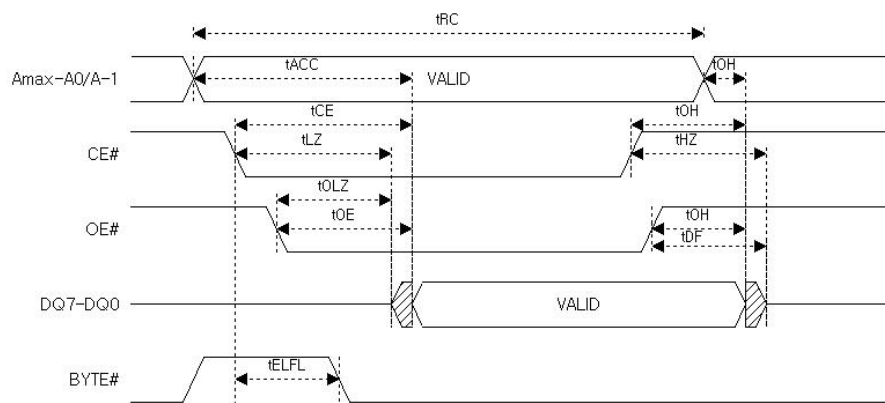 tRC
tACC
VALID
tOH
Amax-A0/A-1
tCE
tOH
tLZ
tHZ
CE#
tOLZ
tOE
tOH
OE#
tDF
DQ7-DQ0
VALID
tELFL
BYTE#